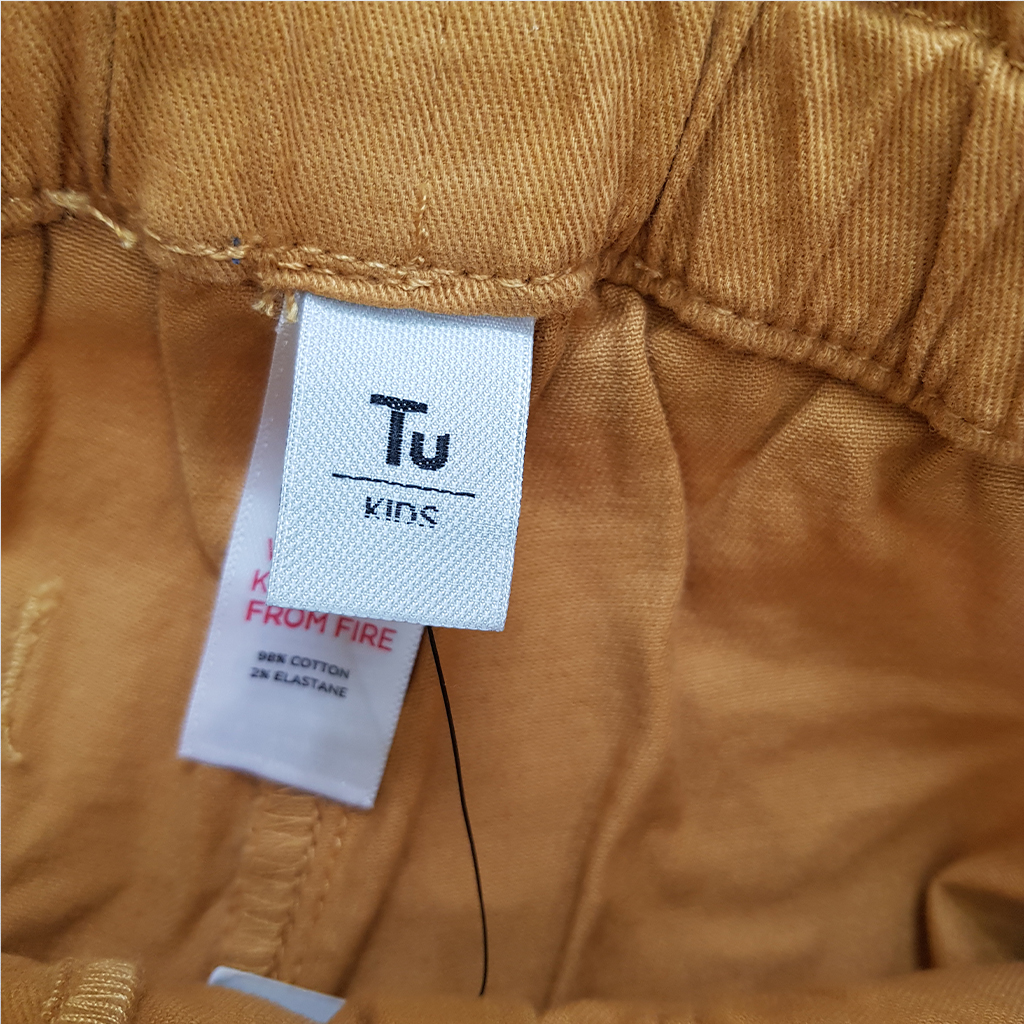 Tu
KIDS
FROM FIRE
98% COTTON
2% ELASTANE